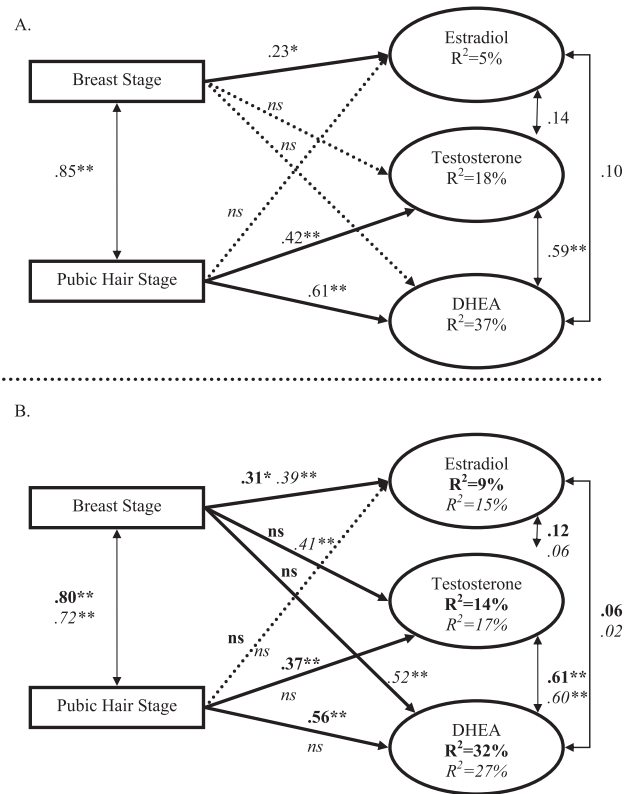 A.
Estradiol
R²=5%
Breast Stage
.23*
ns
ns
.14
.85**
Testosterone
R²=18%
.10
ns
.42**
.59**
Pubic Hair Stage
.61**
DHEA
R²=37%
B.
Estradiol
R²=9%
R²=15%
Breast Stage
.31* .39**
ns
.41**
ns
.12
.06
Testosterone
R²=14%
R²=17%
.80**
.72**
.06
.02
ns
ns
.37**
ns
.52**
.61**
.60**
Pubic Hair Stage
.56**
ns
DHEA
R²=32%
R²=27%